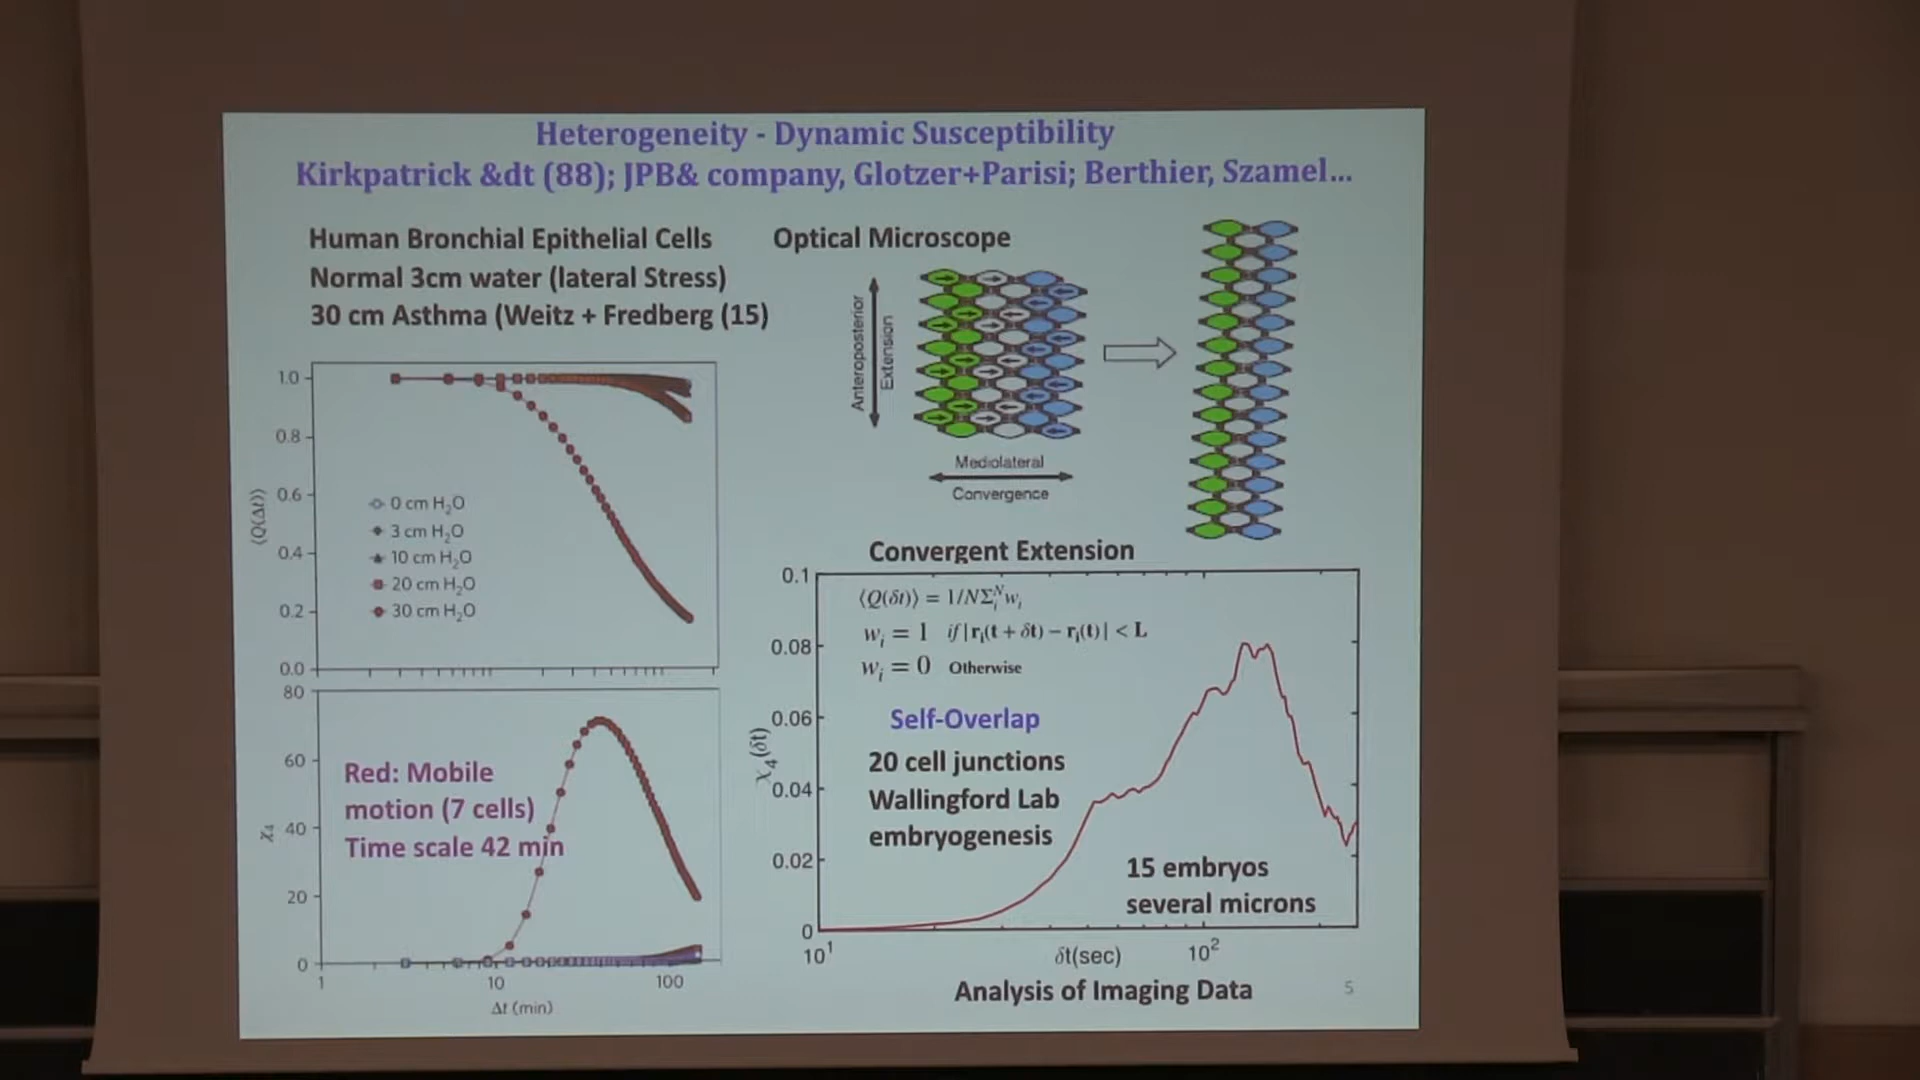 Heterogeneity - Dynamic Susceptibility
Kirkpatrick &dt (88); JPB& company, Glotzer+Parisi; Berthier, Szamel...
Human Bronchial Epithelial Cells
Normal 3cm water (lateral Stress)
30 cm Asthma (Weitz + Fredberg (15)
Optical Microscope
Anteroposterior
Extension
Mediolateral
Convergence
Convergent Extension
⟨Q(Δt)⟩
1.0
0.8
0.6
0.4
0.2
0.0
0 cm H₂O
3 cm H₂O
10 cm H₂O
20 cm H₂O
30 cm H₂O
χ₄
80
60
40
20
0
Red: Mobile
motion (7 cells)
Time scale 42 min
1 10 100
Δt (min)
χ₄(δt)
0.1
0.08
0.06
0.04
0.02
0
⟨Q(δt)⟩ = 1/NΣᵢᴺwᵢ
wᵢ = 1 if|rᵢ(t + δt) − rᵢ(t)| < L
wᵢ = 0 Otherwise
Self-Overlap
20 cell junctions
Wallingford Lab
embryogenesis
15 embryos
several microns
10¹ δt(sec) 10²
Analysis of Imaging Data
5